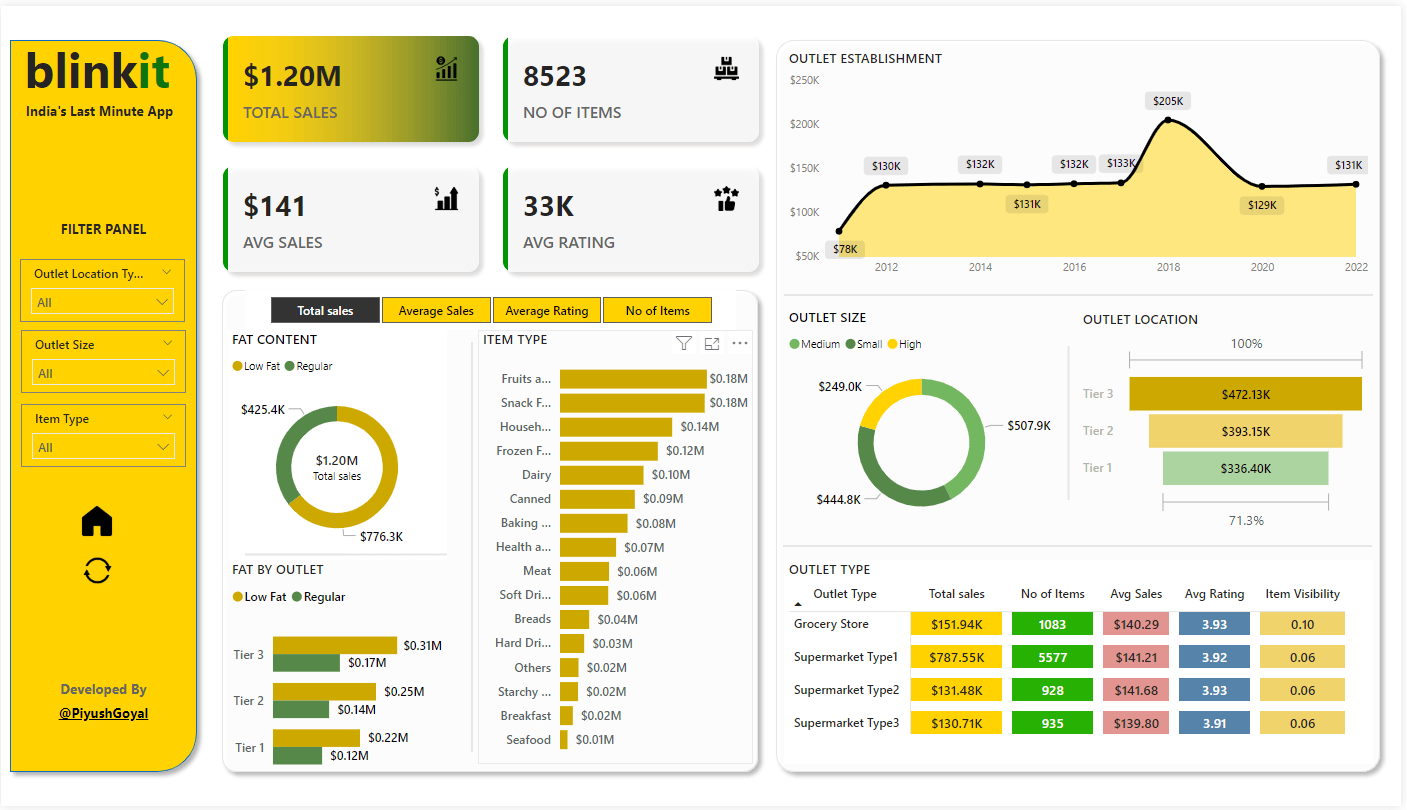 blinkit
India's Last Minute App
FILTER PANEL
Outlet Location Ty...
All
Outlet Size
All
Item Type
All
Developed By
@PiyushGoyal
$1.20M
TOTAL SALES
8523
NO OF ITEMS
$141
AVG SALES
33K
AVG RATING
Total sales Average Sales Average Rating No of Items
FAT CONTENT
Low Fat Regular
$425.4K
$1.20M
Total sales
$776.3K
FAT BY OUTLET
Low Fat Regular
Tier 3 $0.31M
$0.17M
Tier 2 $0.25M
$0.14M
Tier 1 $0.22M
$0.12M
ITEM TYPE
Fruits a... $0.18M
Snack F... $0.18M
Househ... $0.14M
Frozen F... $0.12M
Dairy $0.10M
Canned $0.09M
Baking ... $0.08M
Health a... $0.07M
Meat $0.06M
Soft Dri... $0.06M
Breads $0.04M
Hard Dri... $0.03M
Others $0.02M
Starchy ... $0.02M
Breakfast $0.02M
Seafood $0.01M
OUTLET ESTABLISHMENT
$250K
$200K
$150K
$100K
$50K
$78K
$130K
$132K
$131K
$132K
$133K
$205K
$129K
$131K
2012 2014 2016 2018 2020 2022
OUTLET SIZE
Medium Small High
$249.0K
$507.9K
$444.8K
OUTLET LOCATION
100%
Tier 3 $472.13K
Tier 2 $393.15K
Tier 1 $336.40K
71.3%
OUTLET TYPE
Outlet Type Total sales No of Items Avg Sales Avg Rating Item Visibility
Grocery Store $151.94K 1083 $140.29 3.93 0.10
Supermarket Type1 $787.55K 5577 $141.21 3.92 0.06
Supermarket Type2 $131.48K 928 $141.68 3.93 0.06
Supermarket Type3 $130.71K 935 $139.80 3.91 0.06